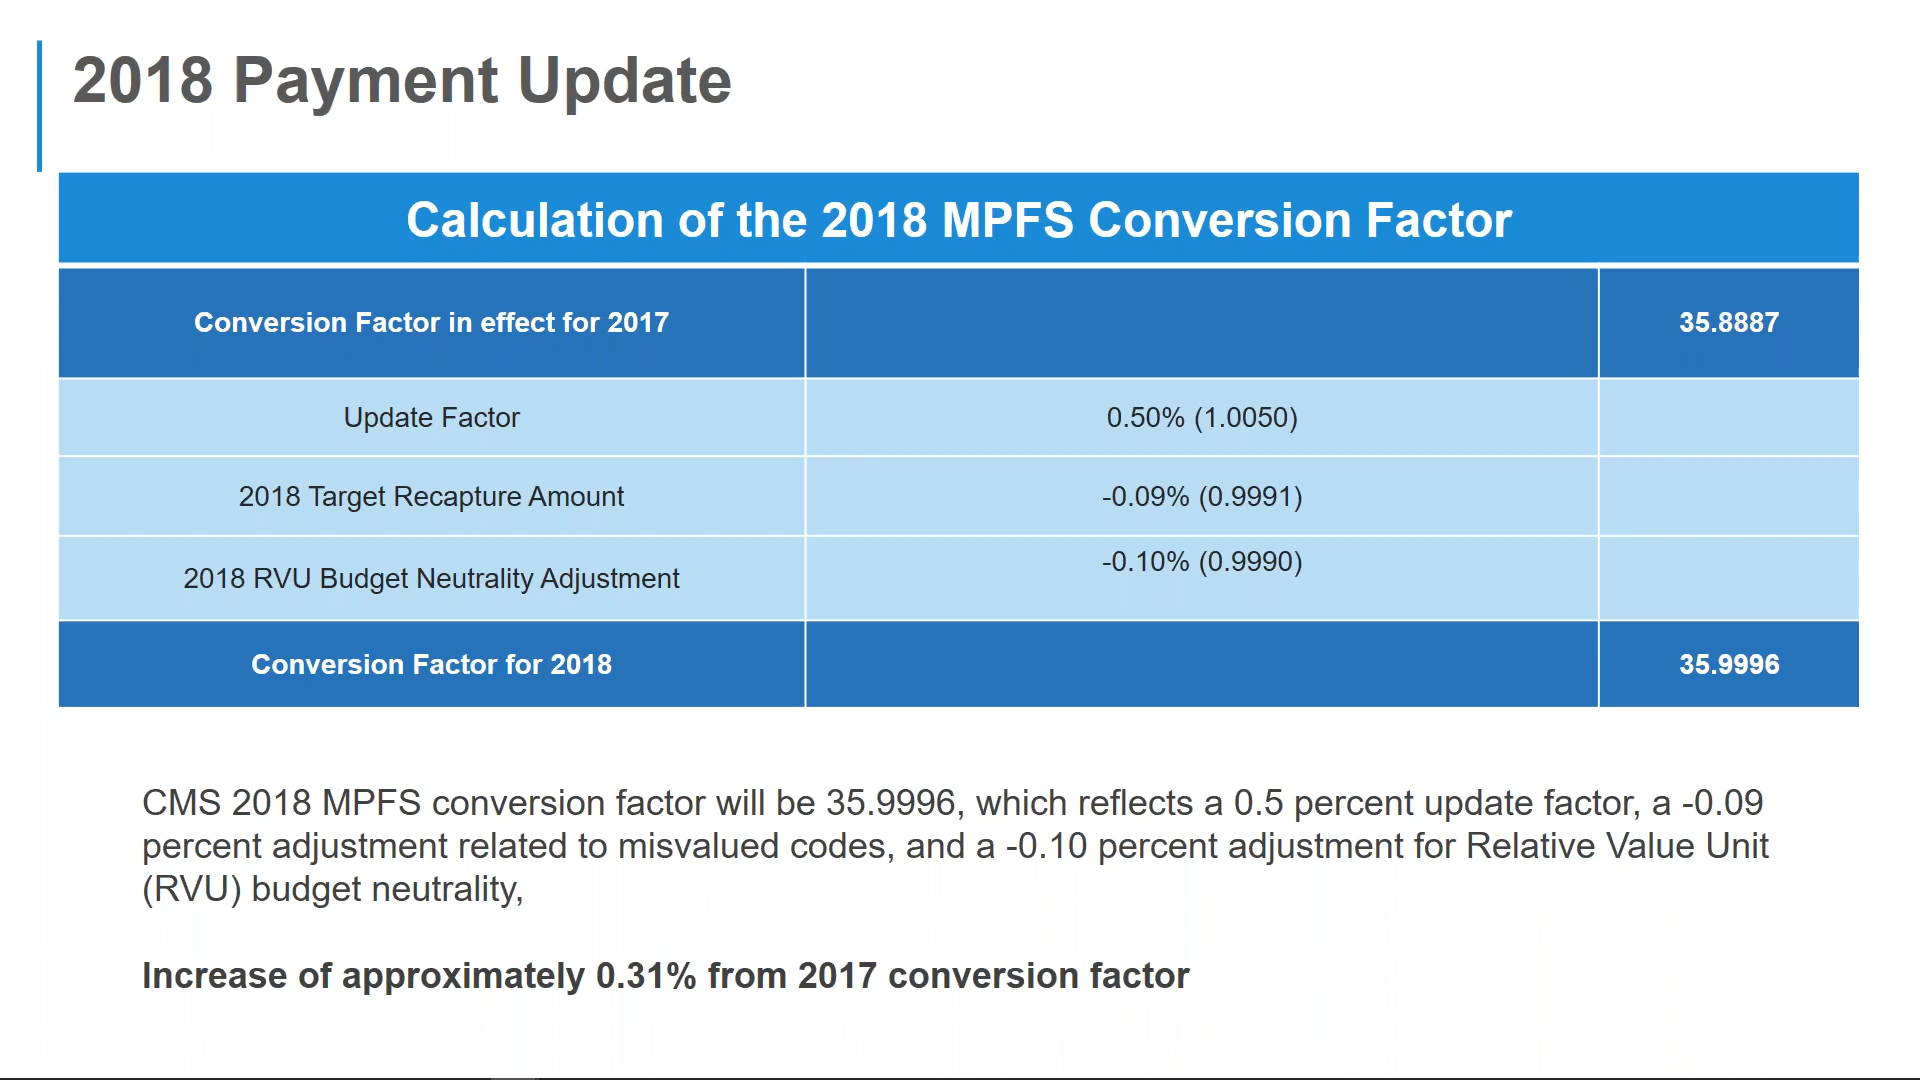 2018 Payment Update
Calculation of the 2018 MPFS Conversion Factor
Conversion Factor in effect for 2017 35.8887
Update Factor 0.50% (1.0050)
2018 Target Recapture Amount -0.09% (0.9991)
2018 RVU Budget Neutrality Adjustment -0.10% (0.9990)
Conversion Factor for 2018 35.9996
CMS 2018 MPFS conversion factor will be 35.9996, which reflects a 0.5 percent update factor, a -0.09
percent adjustment related to misvalued codes, and a -0.10 percent adjustment for Relative Value Unit
(RVU) budget neutrality,
Increase of approximately 0.31% from 2017 conversion factor